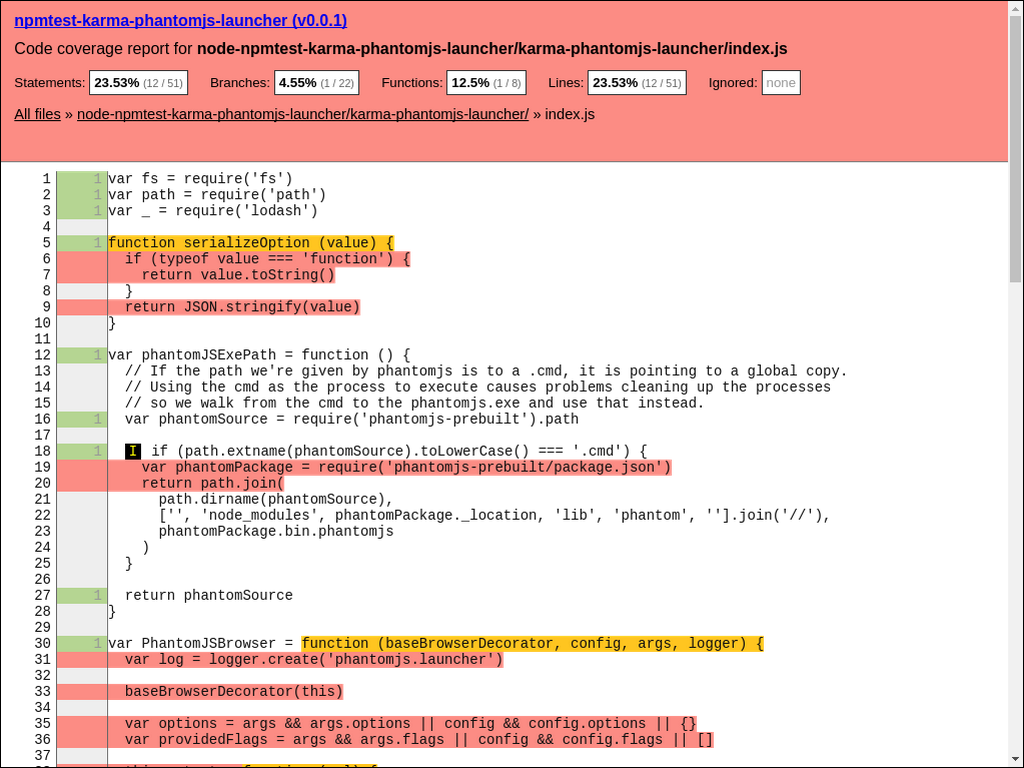 npmtest-karma-phantomjs-launcher (v0.0.1)
Code coverage report for node-npmtest-karma-phantomjs-launcher/karma-phantomjs-launcher/index.js
Statements: 23.53% (12 / 51) Branches: 4.55% (1 / 22) Functions: 12.5% (1 / 8) Lines: 23.53% (12 / 51) Ignored: none
All files » node-npmtest-karma-phantomjs-launcher/karma-phantomjs-launcher/ » index.js
1 1 var fs = require('fs')
2 1 var path = require('path')
3 1 var _ = require('lodash')
4
5 1 function serializeOption (value) {
6 if (typeof value === 'function') {
7 return value.toString()
8 }
9 return JSON.stringify(value)
10 }
11
12 1 var phantomJSExePath = function () {
13 // If the path we're given by phantomjs is to a .cmd, it is pointing to a global copy.
14 // Using the cmd as the process to execute causes problems cleaning up the processes
15 // so we walk from the cmd to the phantomjs.exe and use that instead.
16 1 var phantomSource = require('phantomjs-prebuilt').path
17
18 1 I if (path.extname(phantomSource).toLowerCase() === '.cmd') {
19 var phantomPackage = require('phantomjs-prebuilt/package.json')
20 return path.join(
21 path.dirname(phantomSource),
22 ['', 'node_modules', phantomPackage._location, 'lib', 'phantom', ''].join('//'),
23 phantomPackage.bin.phantomjs
24 )
25 }
26
27 1 return phantomSource
28 }
29
30 1 var PhantomJSBrowser = function (baseBrowserDecorator, config, args, logger) {
31 var log = logger.create('phantomjs.launcher')
32
33 baseBrowserDecorator(this)
34
35 var options = args && args.options || config && config.options || {}
36 var providedFlags = args && args.flags || config && config.flags || []
37